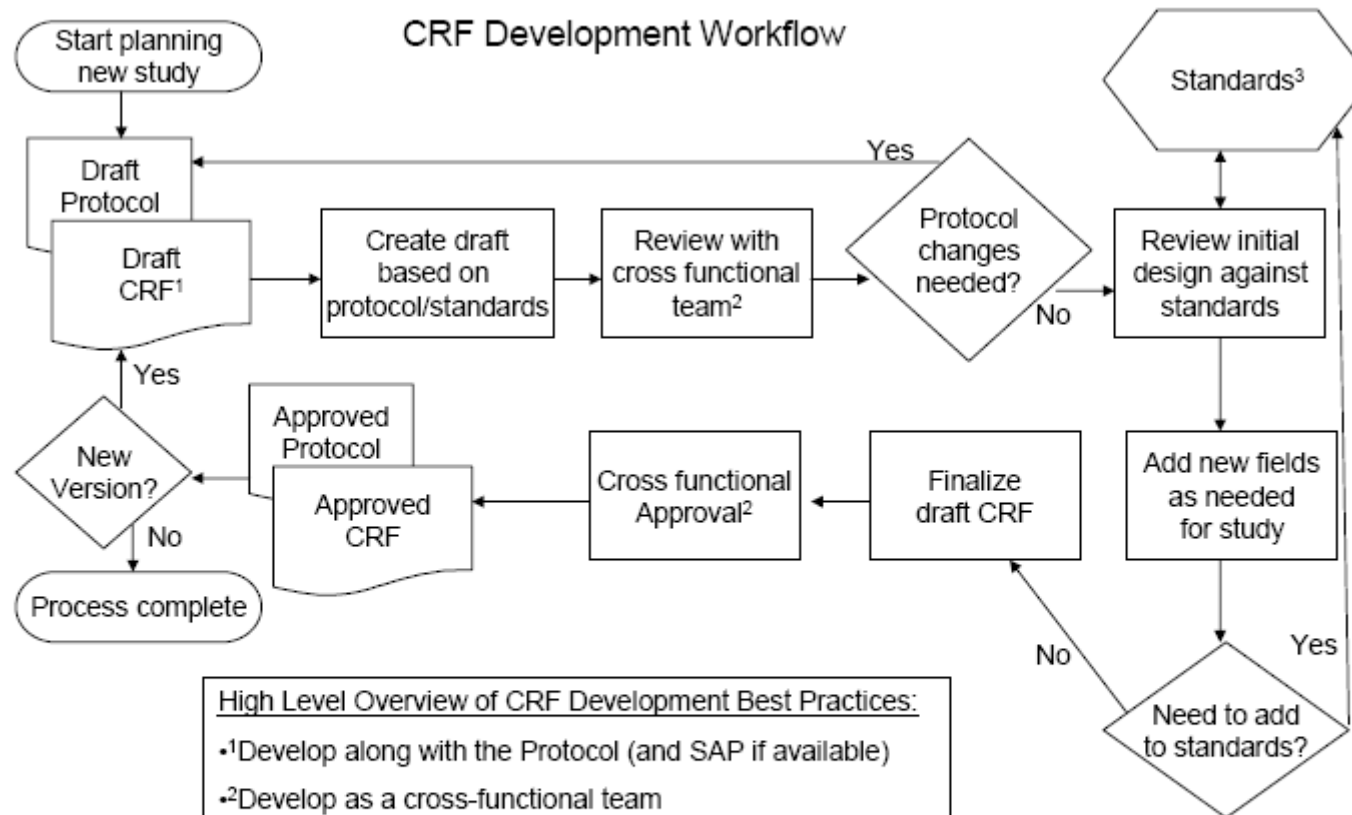 CRF Development Workflow
Start planning
new study
Standards³
Draft
Protocol
Yes
Draft
CRF¹
Create draft
based on
protocol/standards
Review with
cross functional
team²
Protocol
changes
needed?
No
Review initial
design against
standards
Yes
New
Version?
No
Approved
Protocol
Approved
CRF
Cross functional
Approval²
Finalize
draft CRF
Add new fields
as needed
for study
Process complete
No
Yes
Need to add
to standards?
High Level Overview of CRF Development Best Practices:
•¹Develop along with the Protocol (and SAP if available)
•²Develop as a cross-functional team